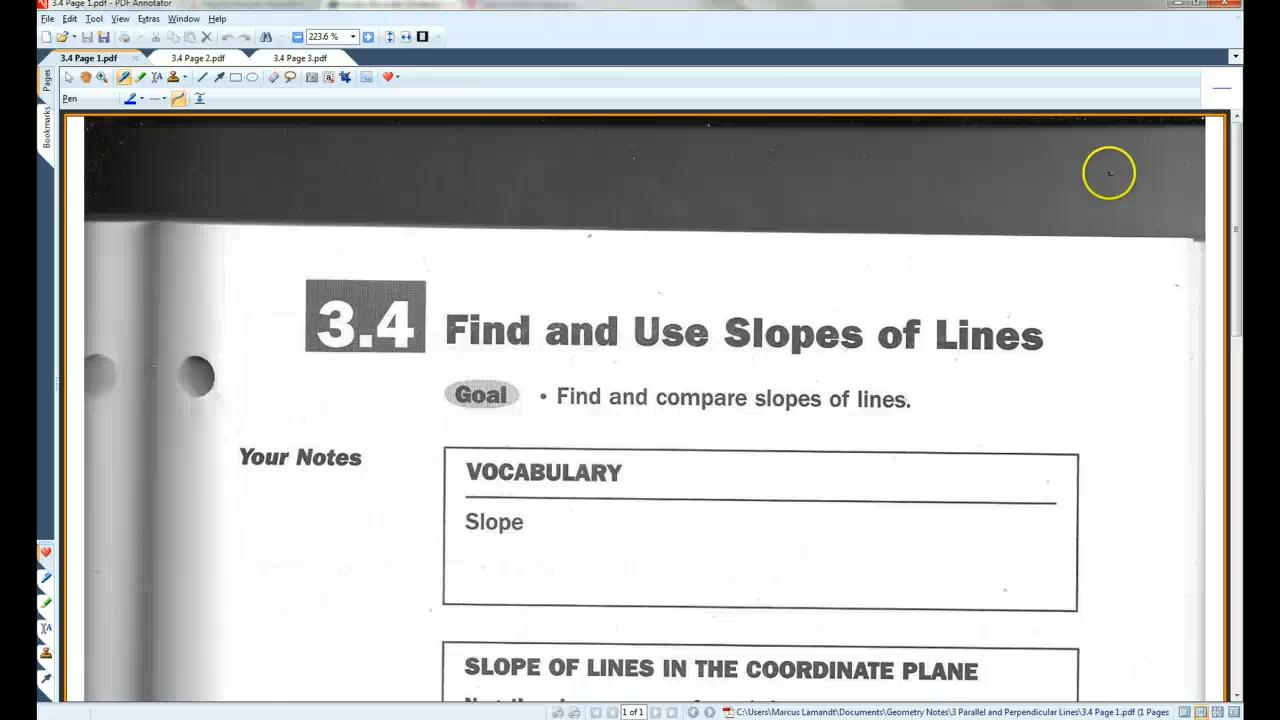 3.4 Page 1.pdf - PDF Annotator
File Edit Tool View Extras Window Help
223.6 %
3.4 Page 1.pdf 3.4 Page 2.pdf 3.4 Page 3.pdf
Pen
Pages
Bookmarks
3.4 Find and Use Slopes of Lines
Goal • Find and compare slopes of lines.
Your Notes
VOCABULARY
Slope
SLOPE OF LINES IN THE COORDINATE PLANE
1 of 1
C:\Users\Marcus Lamandt\Documents\Geometry Notes\3 Parallel and Perpendicular Lines\3.4 Page 1.pdf (1 Pages